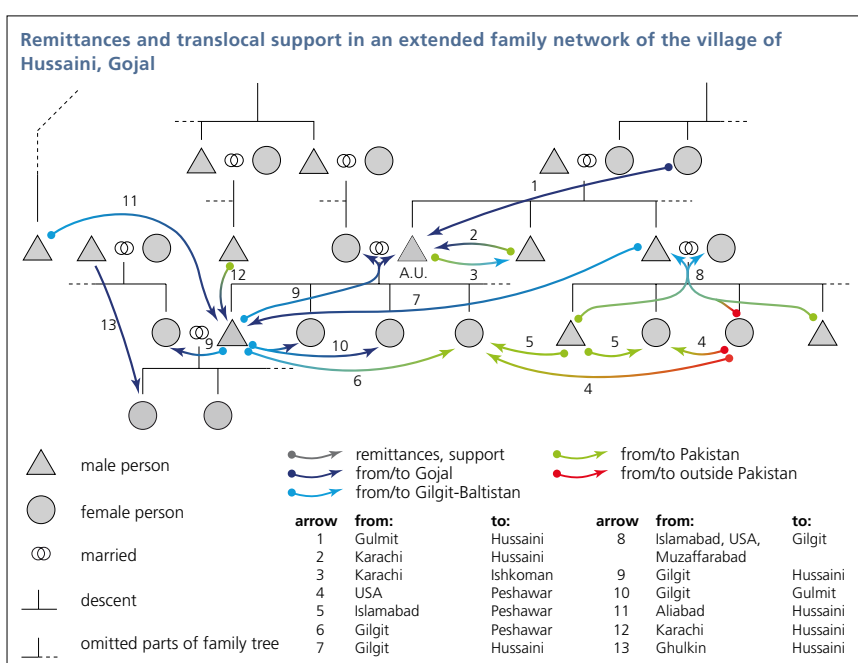 Remittances and translocal support in an extended family network of the village of
Hussaini, Gojal
1
11
2
A.U.
3
12
8
9
7
13
9
10
5
5
4
6
4
male person
female person
married
descent
omitted parts of family tree
remittances, support
from/to Gojal
from/to Gilgit-Baltistan
from/to Pakistan
from/to outside Pakistan
arrow from: to: arrow from: to:
1 Gulmit Hussaini 8 Islamabad, USA, Gilgit
2 Karachi Hussaini Muzaffarabad
3 Karachi Ishkoman 9 Gilgit Hussaini
4 USA Peshawar 10 Gilgit Gulmit
5 Islamabad Peshawar 11 Aliabad Hussaini
6 Gilgit Peshawar 12 Karachi Hussaini
7 Gilgit Hussaini 13 Ghulkin Hussaini